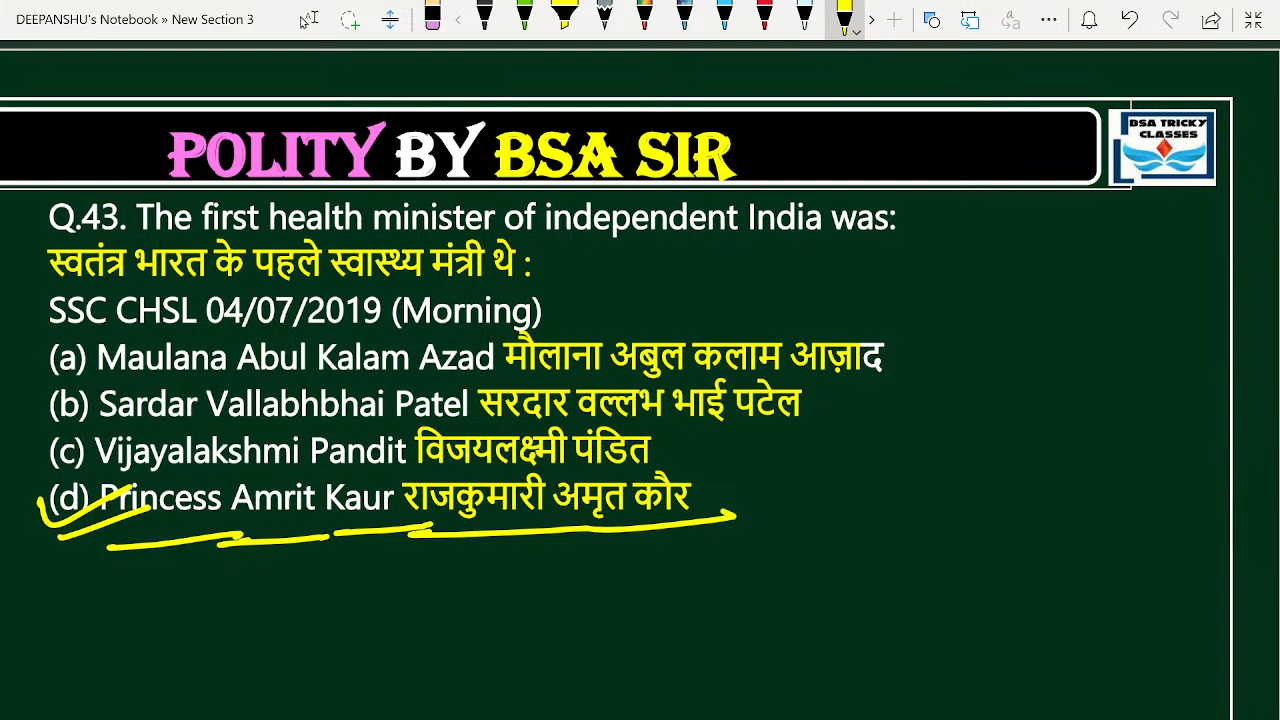 DEEPANSHU's Notebook » New Section 3
POLITY BY BSA SIR
BSA TRICKY
CLASSES
Q.43. The first health minister of independent India was:
स्वतंत्र भारत के पहले स्वास्थ्य मंत्री थे :
SSC CHSL 04/07/2019 (Morning)
(a) Maulana Abul Kalam Azad मौलाना अबुल कलाम आज़ाद
(b) Sardar Vallabhbhai Patel सरदार वल्लभ भाई पटेल
(c) Vijayalakshmi Pandit विजयलक्ष्मी पंडित
(d) Princess Amrit Kaur राजकुमारी अमृत कौर